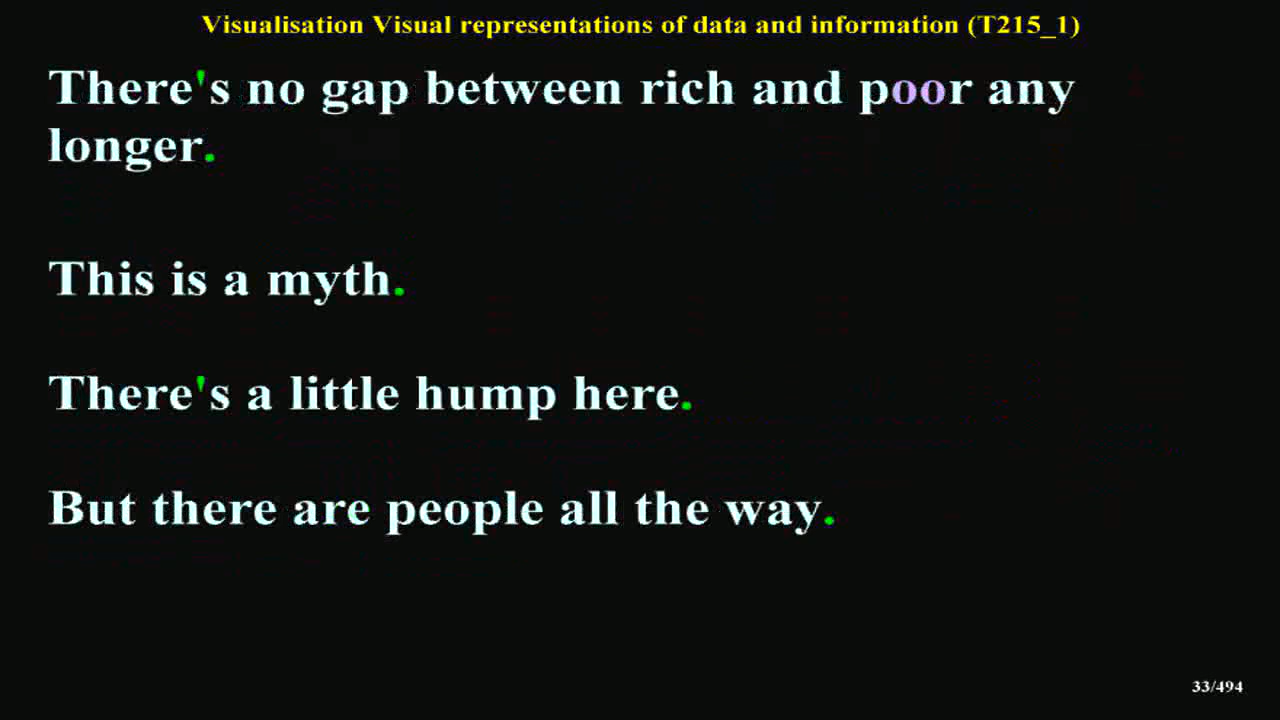 Visualisation Visual representations of data and information (T215_1)
There's no gap between rich and poor any
longer.
This is a myth.
There's a little hump here.
But there are people all the way.
33/494